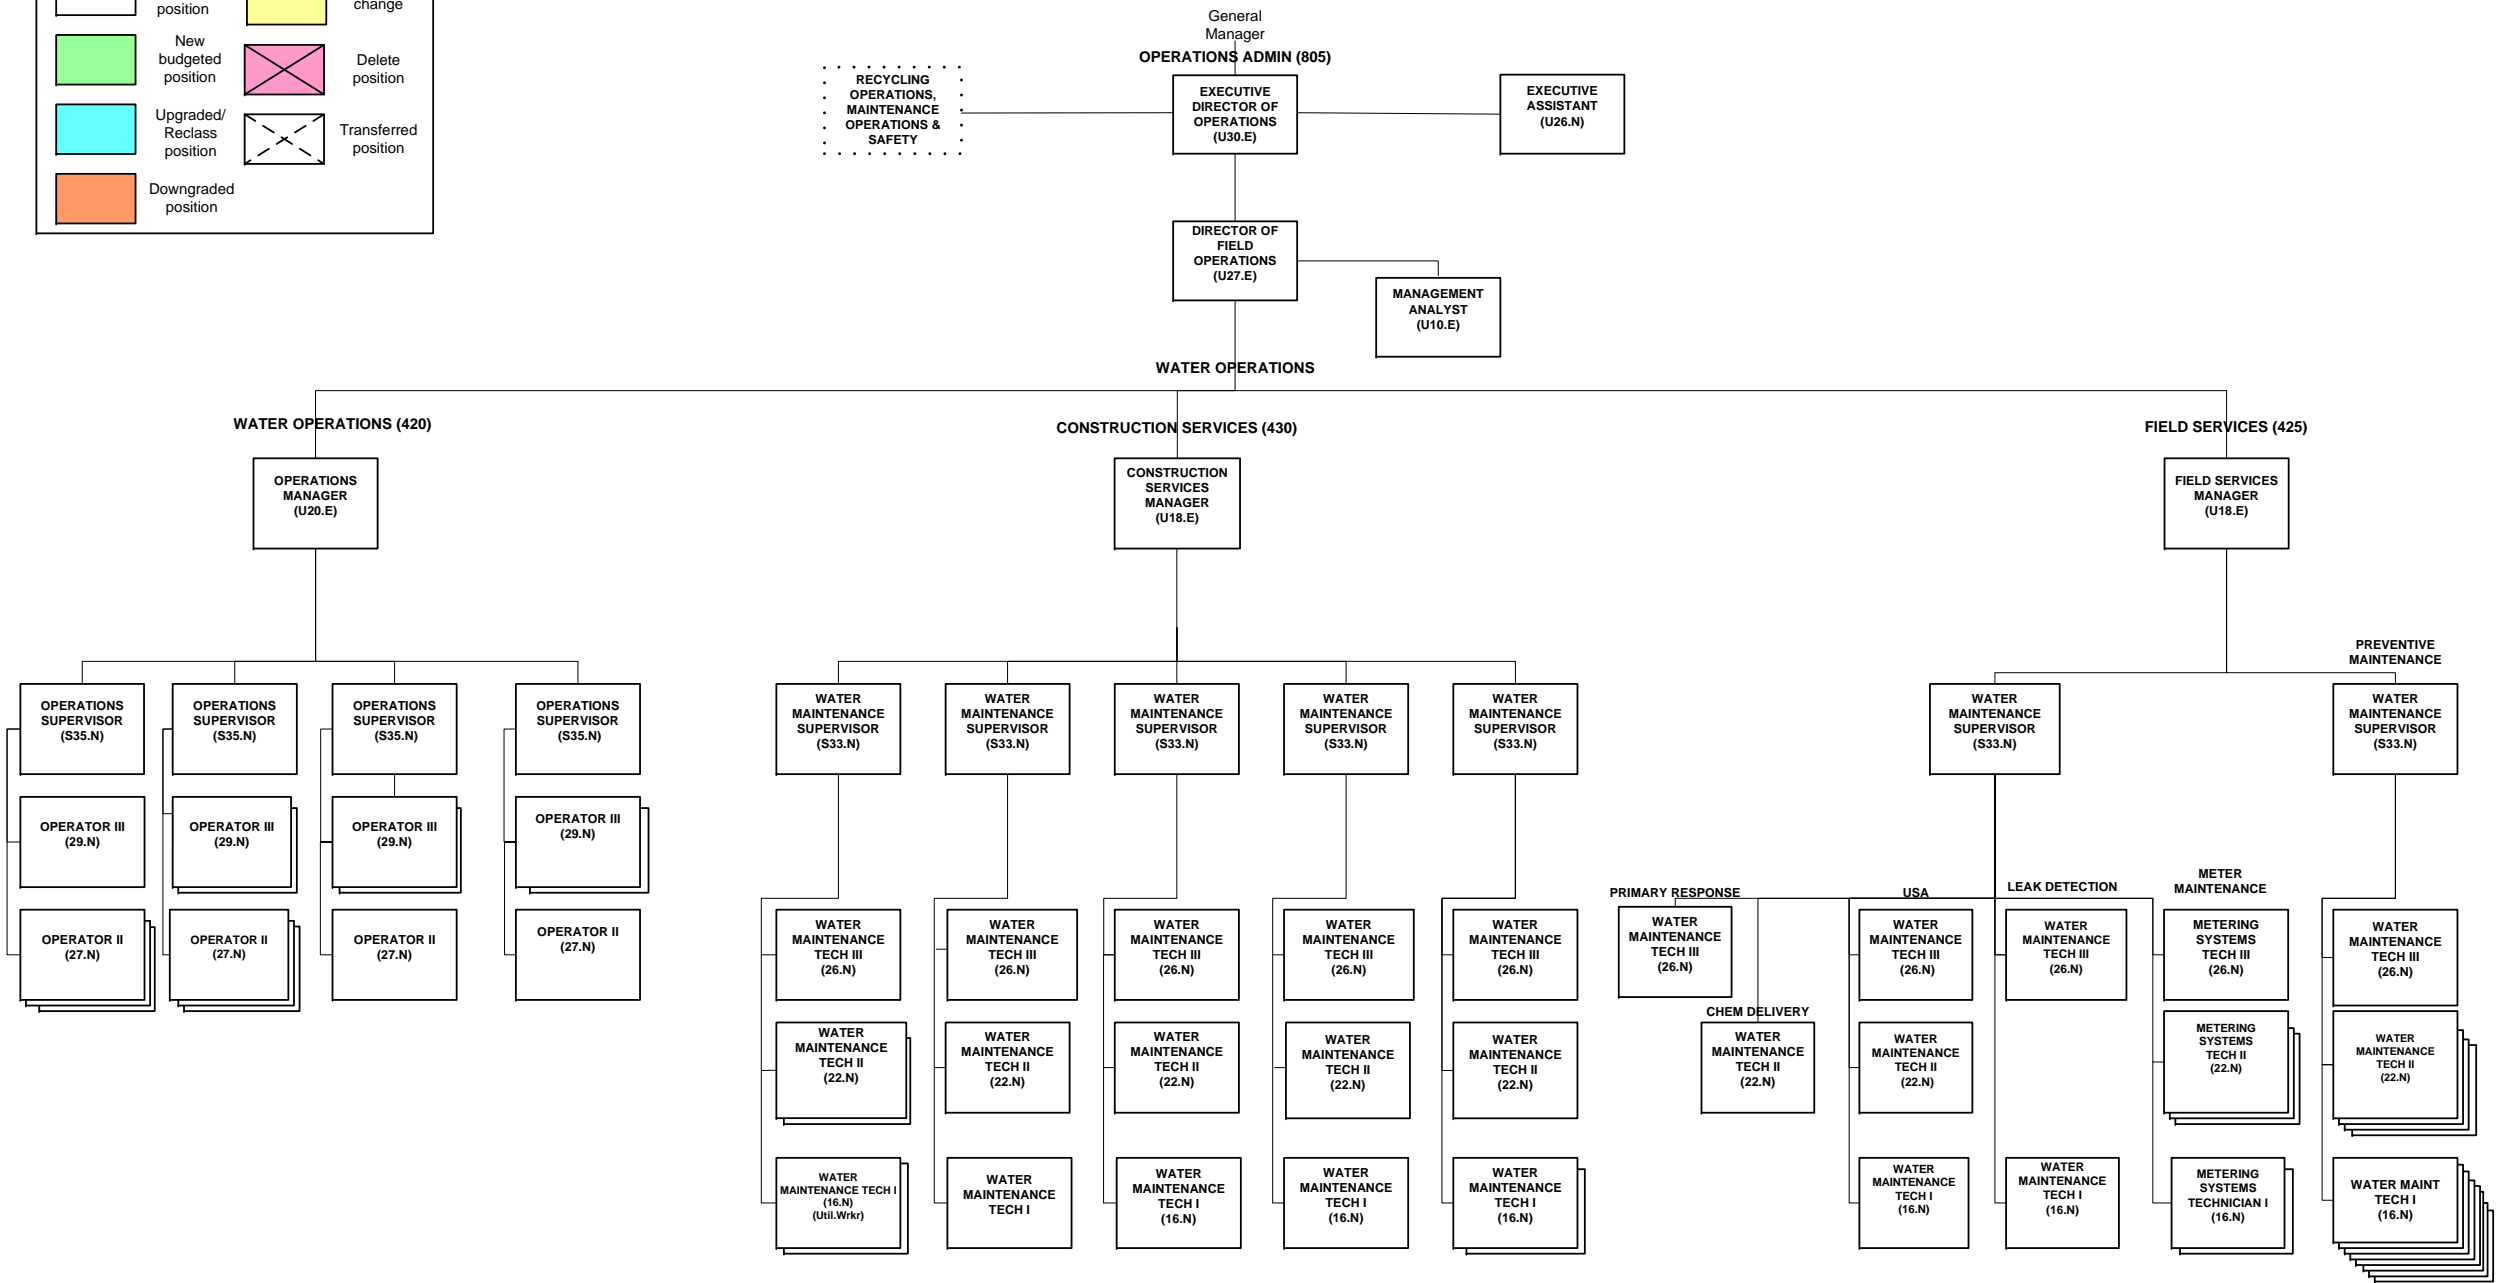 position
change
New
budgeted
position
Delete
position
Upgraded/
Reclass
position
Transferred
position
Downgraded
position
General
Manager
OPERATIONS ADMIN (805)
RECYCLING
OPERATIONS,
MAINTENANCE
OPERATIONS &
SAFETY
EXECUTIVE
DIRECTOR OF
OPERATIONS
(U30.E)
EXECUTIVE
ASSISTANT
(U26.N)
DIRECTOR OF
FIELD
OPERATIONS
(U27.E)
MANAGEMENT
ANALYST
(U10.E)
WATER OPERATIONS
WATER OPERATIONS (420)
CONSTRUCTION SERVICES (430)
FIELD SERVICES (425)
OPERATIONS
MANAGER
(U20.E)
CONSTRUCTION
SERVICES
MANAGER
(U18.E)
FIELD SERVICES
MANAGER
(U18.E)
PREVENTIVE
MAINTENANCE
OPERATIONS
SUPERVISOR
(S35.N)
OPERATIONS
SUPERVISOR
(S35.N)
OPERATIONS
SUPERVISOR
(S35.N)
OPERATIONS
SUPERVISOR
(S35.N)
WATER
MAINTENANCE
SUPERVISOR
(S33.N)
WATER
MAINTENANCE
SUPERVISOR
(S33.N)
WATER
MAINTENANCE
SUPERVISOR
(S33.N)
WATER
MAINTENANCE
SUPERVISOR
(S33.N)
WATER
MAINTENANCE
SUPERVISOR
(S33.N)
WATER
MAINTENANCE
SUPERVISOR
(S33.N)
WATER
MAINTENANCE
SUPERVISOR
(S33.N)
OPERATOR III
(29.N)
OPERATOR III
(29.N)
OPERATOR III
(29.N)
OPERATOR III
(29.N)
OPERATOR II
(27.N)
OPERATOR II
(27.N)
OPERATOR II
(27.N)
OPERATOR II
(27.N)
PRIMARY RESPONSE
USA
LEAK DETECTION
METER
MAINTENANCE
WATER
MAINTENANCE
TECH III
(26.N)
WATER
MAINTENANCE
TECH III
(26.N)
WATER
MAINTENANCE
TECH III
(26.N)
WATER
MAINTENANCE
TECH III
(26.N)
WATER
MAINTENANCE
TECH III
(26.N)
WATER
MAINTENANCE
TECH III
(26.N)
WATER
MAINTENANCE
TECH III
(26.N)
WATER
MAINTENANCE
TECH III
(26.N)
METERING
SYSTEMS
TECH III
(26.N)
WATER
MAINTENANCE
TECH III
(26.N)
CHEM DELIVERY
WATER
MAINTENANCE
TECH II
(22.N)
WATER
MAINTENANCE
TECH II
(22.N)
WATER
MAINTENANCE
TECH II
(22.N)
WATER
MAINTENANCE
TECH II
(22.N)
WATER
MAINTENANCE
TECH II
(22.N)
WATER
MAINTENANCE
TECH II
(22.N)
WATER
MAINTENANCE
TECH II
(22.N)
METERING
SYSTEMS
TECH II
(22.N)
WATER
MAINTENANCE
TECH II
(22.N)
WATER
MAINTENANCE TECH I
(16.N)
(Util.Wrkr)
WATER
MAINTENANCE
TECH I
WATER
MAINTENANCE
TECH I
(16.N)
WATER
MAINTENANCE
TECH I
(16.N)
WATER
MAINTENANCE
TECH I
(16.N)
WATER
MAINTENANCE
TECH I
(16.N)
WATER
MAINTENANCE
TECH I
(16.N)
METERING
SYSTEMS
TECHNICIAN I
(16.N)
WATER MAINT
TECH I
(16.N)